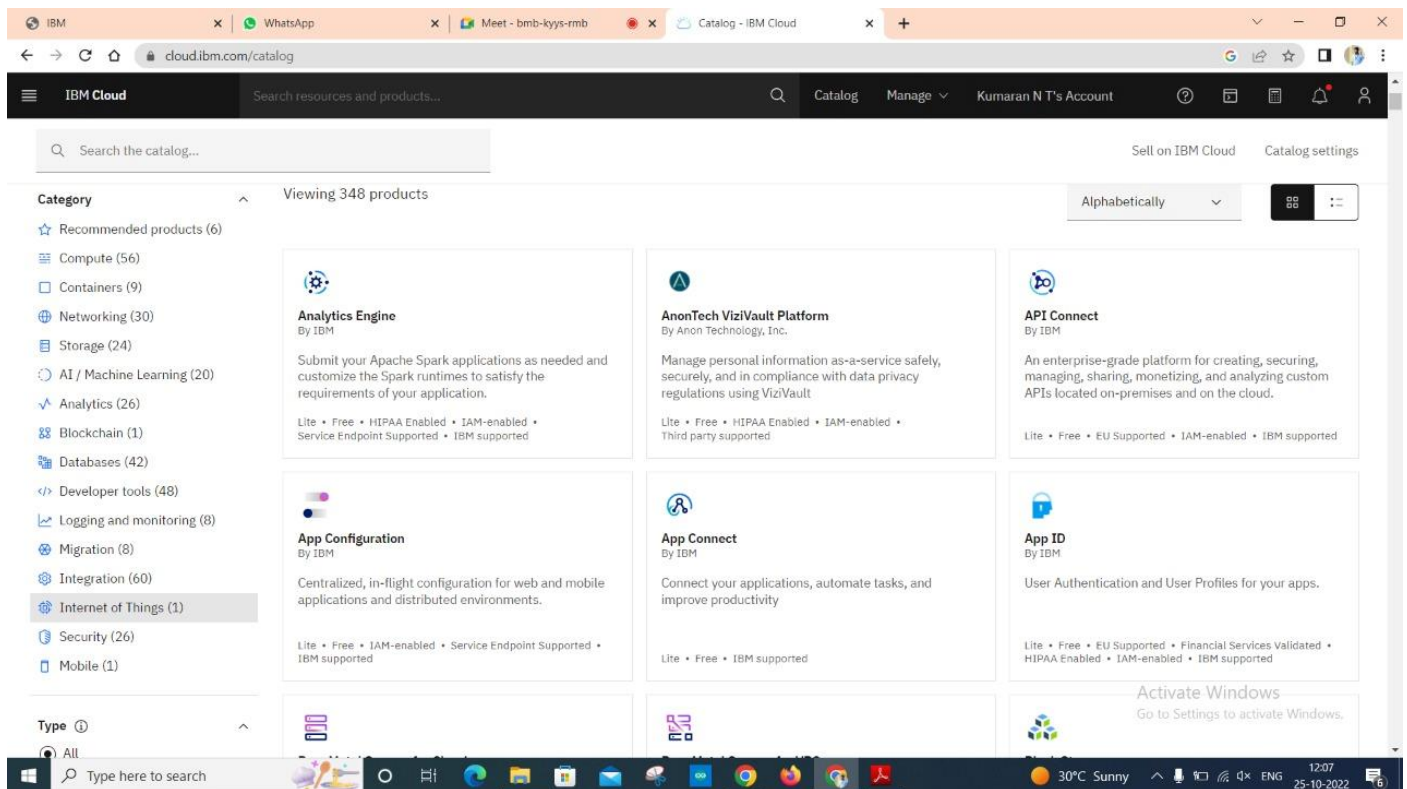 IBM
WhatsApp
Meet - bmb-kyys-rmb
Catalog - IBM Cloud
cloud.ibm.com/catalog
IBM Cloud
Search resources and products...
Catalog
Manage
Kumaran N T's Account
Search the catalog...
Sell on IBM Cloud
Catalog settings
Category
Recommended products (6)
Compute (56)
Containers (9)
Networking (30)
Storage (24)
AI / Machine Learning (20)
Analytics (26)
Blockchain (1)
Databases (42)
Developer tools (48)
Logging and monitoring (8)
Migration (8)
Integration (60)
Internet of Things (1)
Security (26)
Mobile (1)
Type
All
Viewing 348 products
Alphabetically
Analytics Engine
By IBM
Submit your Apache Spark applications as needed and
customize the Spark runtimes to satisfy the
requirements of your application.
Lite • Free • HIPAA Enabled • IAM-enabled •
Service Endpoint Supported • IBM supported
AnonTech ViziVault Platform
By Anon Technology, Inc.
Manage personal information as-a-service safely,
securely, and in compliance with data privacy
regulations using ViziVault
Lite • Free • HIPAA Enabled • IAM-enabled •
Third party supported
API Connect
By IBM
An enterprise-grade platform for creating, securing,
managing, sharing, monetizing, and analyzing custom
APIs located on-premises and on the cloud.
Lite • Free • EU Supported • IAM-enabled • IBM supported
App Configuration
By IBM
Centralized, in-flight configuration for web and mobile
applications and distributed environments.
Lite • Free • IAM-enabled • Service Endpoint Supported •
IBM supported
App Connect
By IBM
Connect your applications, automate tasks, and
improve productivity
Lite • Free • IBM supported
App ID
By IBM
User Authentication and User Profiles for your apps.
Lite • Free • EU Supported • Financial Services Validated •
HIPAA Enabled • IAM-enabled • IBM supported
Activate Windows
Go to Settings to activate Windows.
Type here to search
30°C Sunny
ENG
12:07
25-10-2022
6